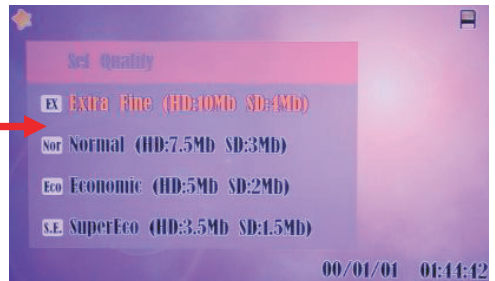 Set Quality
EX Extra Fine (HD:10Mb SD:4Mb)
Nor Normal (HD:7.5Mb SD:3Mb)
Eco Economic (HD:5Mb SD:2Mb)
S.E. SuperEco (HD:3.5Mb SD:1.5Mb)
00/01/01 01:44:42